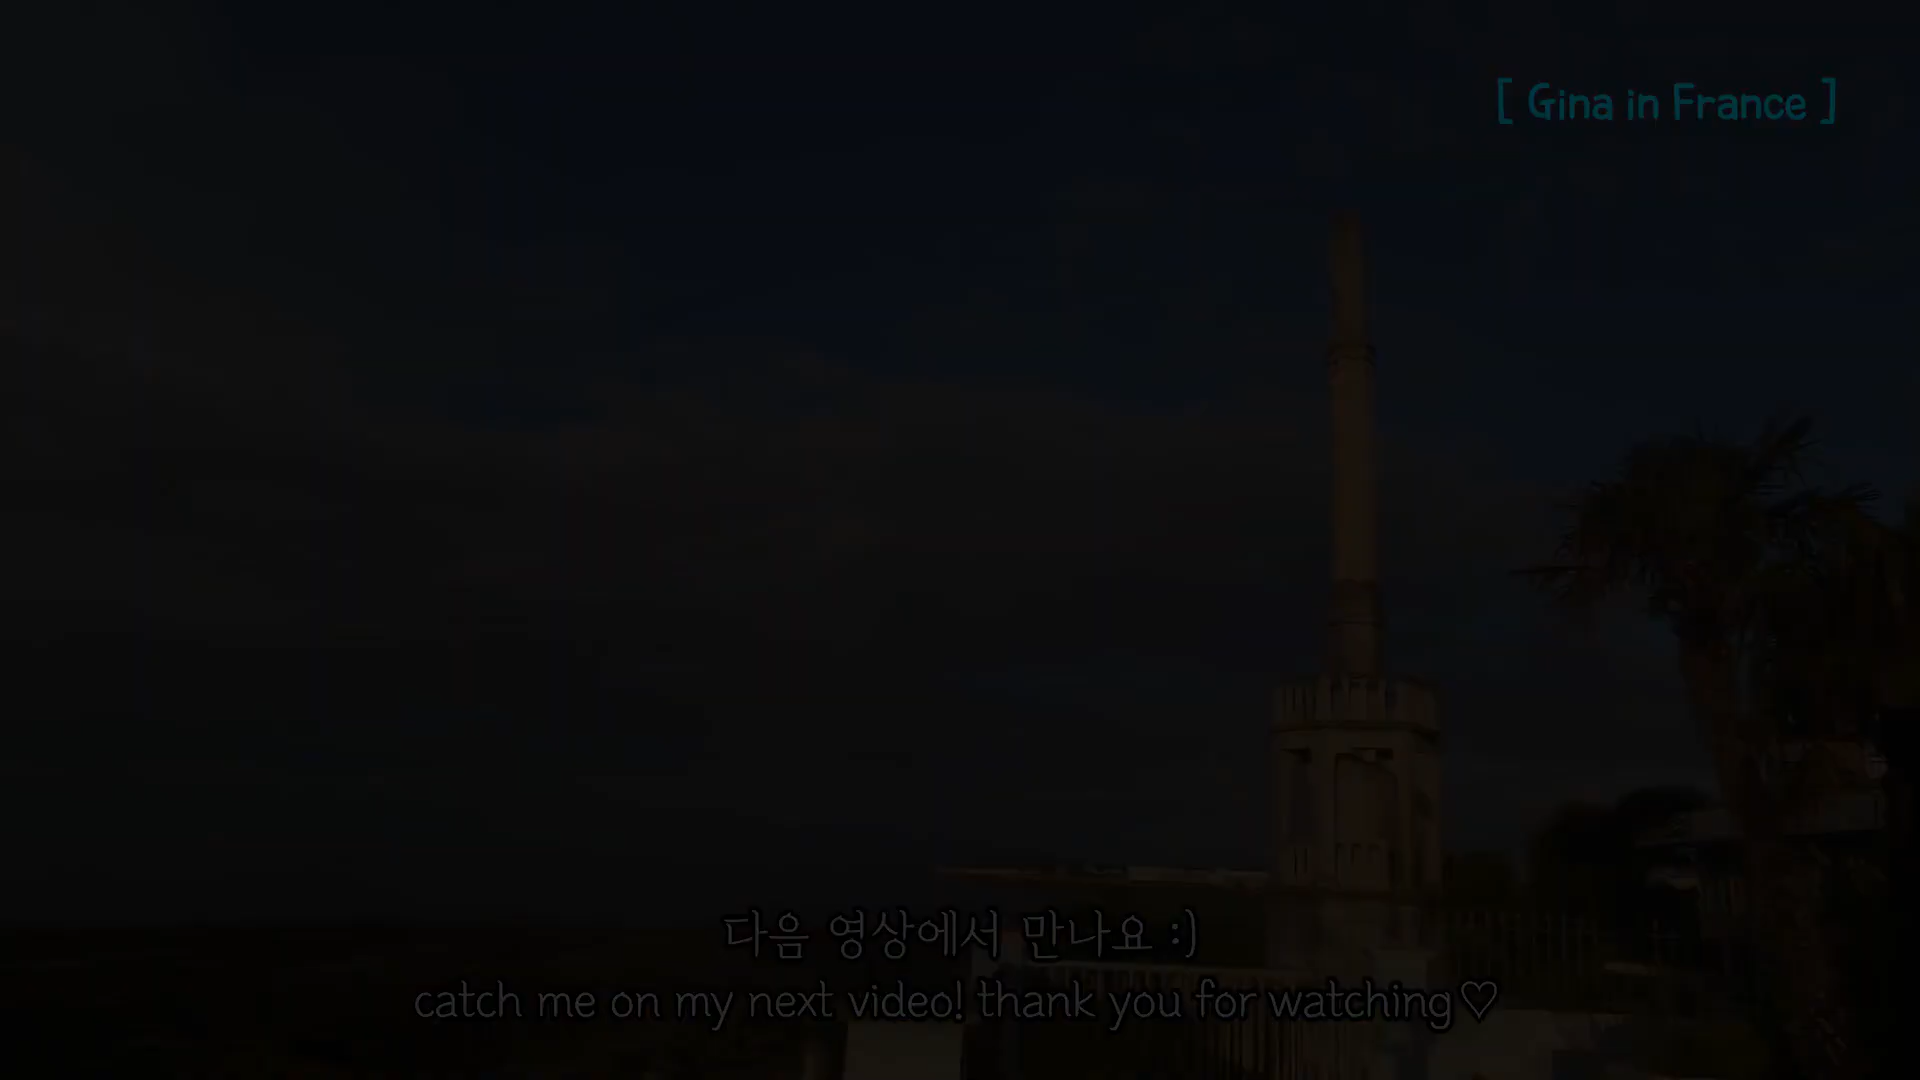 [ Gina in France ]
다음 영상에서 만나요 :)
catch me on my next video! thank you for watching♡